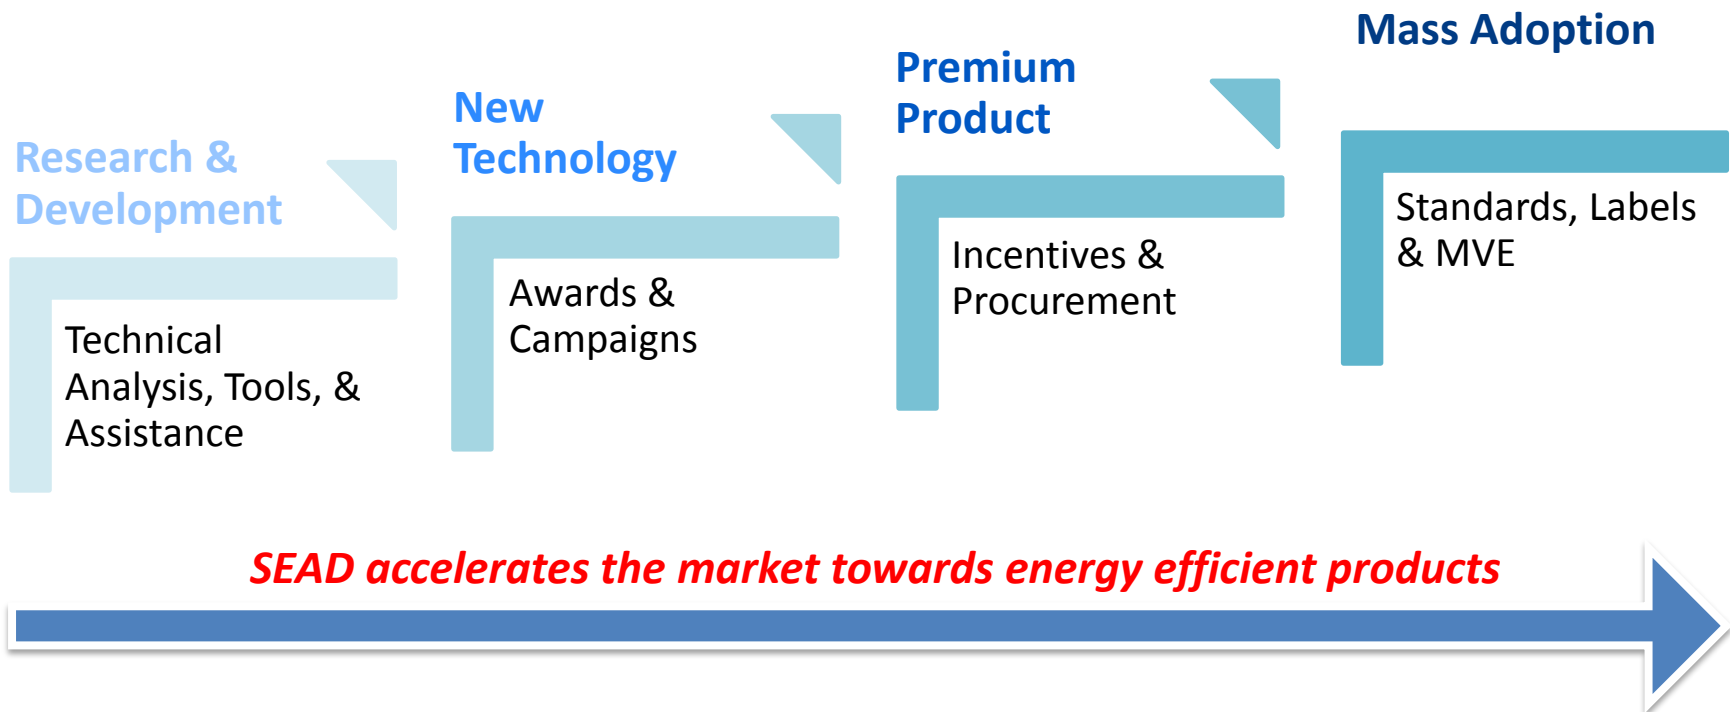 Research &
Development
Technical
Analysis, Tools, &
Assistance
New
Technology
Awards &
Campaigns
Premium
Product
Incentives &
Procurement
Mass Adoption
Standards, Labels
& MVE
SEAD accelerates the market towards energy efficient products